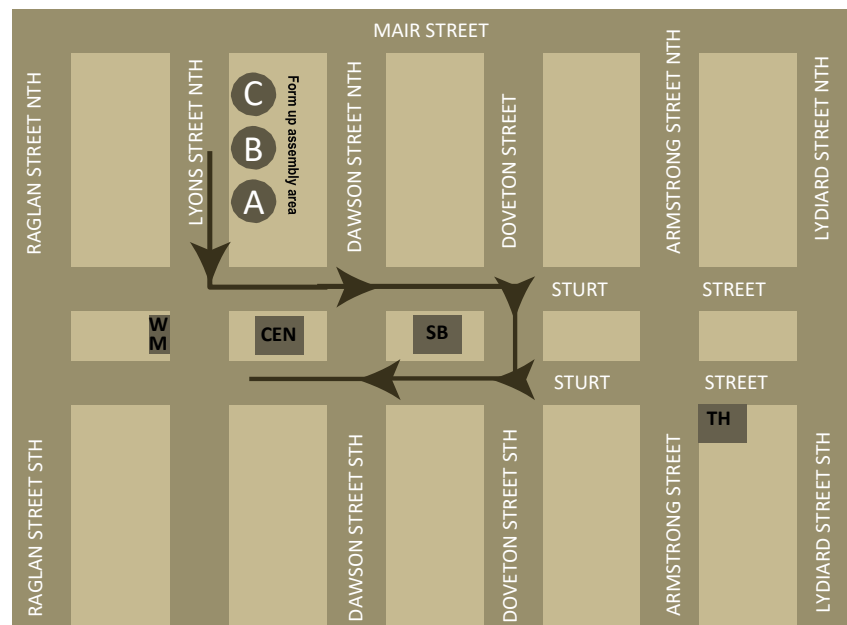 MAIR STREET
RAGLAN STREET NTH
LYONS STREET NTH
C
B
A
Form up assembly area
DAWSON STREET NTH
DOVETON STREET
ARMSTRONG STREET NTH
LYDIARD STREET NTH
STURT STREET
W
M
CEN
SB
STURT STREET
TH
RAGLAN STREET STH
DAWSON STREET STH
DOVETON STREET STH
ARMSTRONG STREET
LYDIARD STREET STH